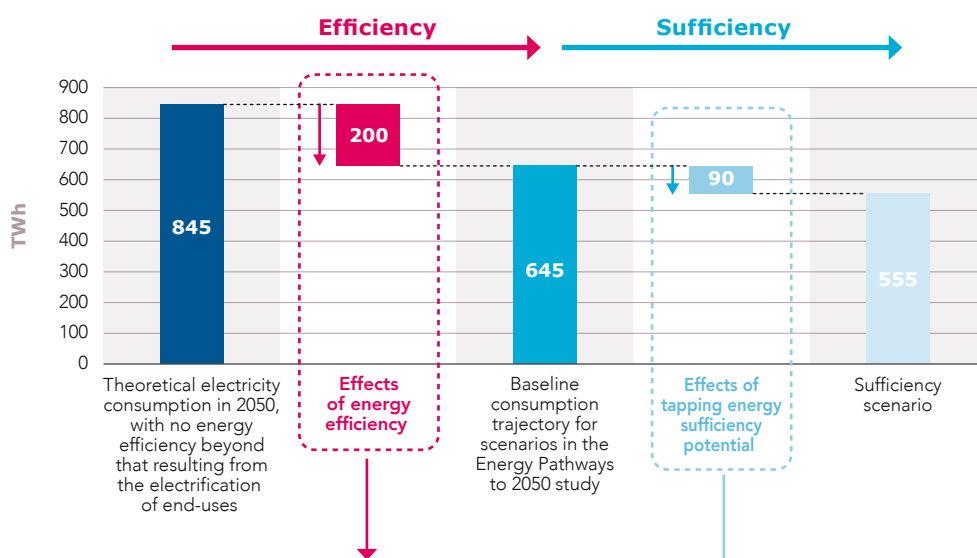 Efficiency
Sufficiency
TWh
900
800
700
600
500
400
300
200
100
0
845
200
645
90
555
Theoretical electricity
consumption in 2050,
with no energy
efficiency beyond
that resulting from
the electrification
of end-uses
Effects
of energy
efficiency
Baseline
consumption
trajectory for
scenarios in the
Energy Pathways
to 2050 study
Effects of
tapping energy
sufficiency
potential
Sufficiency
scenario